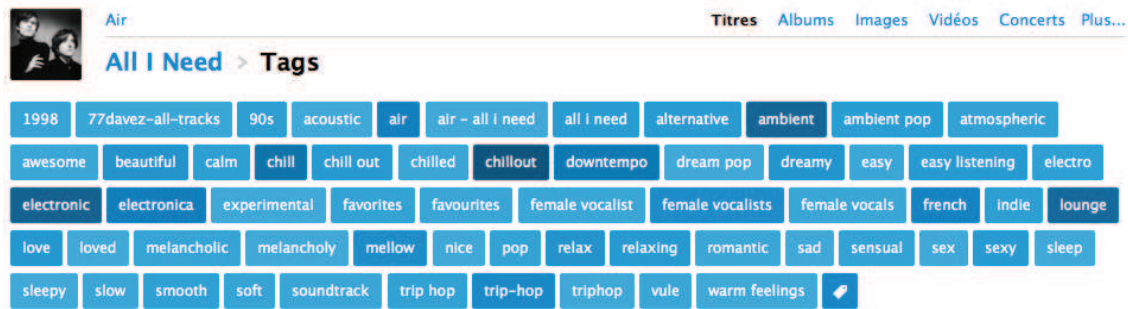 Air
Titres Albums Images Vidéos Concerts Plus...
All I Need > Tags
1998 77davez-all-tracks 90s acoustic air air - all i need all i need alternative ambient ambient pop atmospheric
awesome beautiful calm chill chill out chilled chillout downtempo dream pop dreamy easy easy listening electro
electronic electronica experimental favorites favourites female vocalist female vocalists female vocals french indie lounge
love loved melancholic melancholy mellow nice pop relax relaxing romantic sad sensual sex sexy sleep
sleepy slow smooth soft soundtrack trip hop trip-hop triphop vule warm feelings